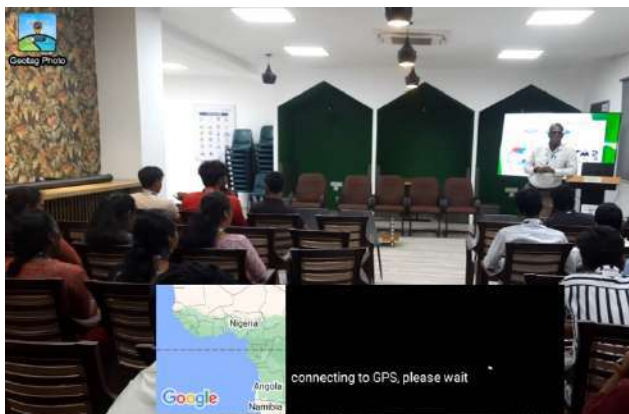 Geotag Photo
Nigeria
Angola
Namibia
Google
connecting to GPS, please wait